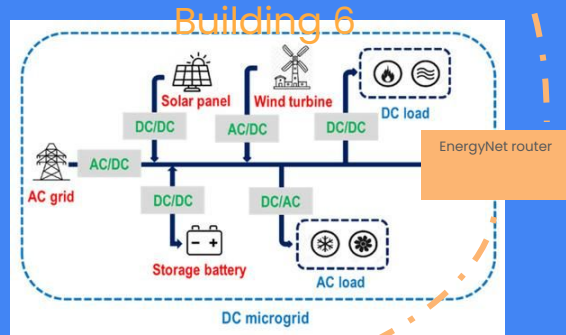 Building 6
Solar panel
Wind turbine
DC load
DC/DC
AC/DC
DC/DC
EnergyNet router
AC/DC
AC grid
DC/DC
DC/AC
Storage battery
AC load
DC microgrid